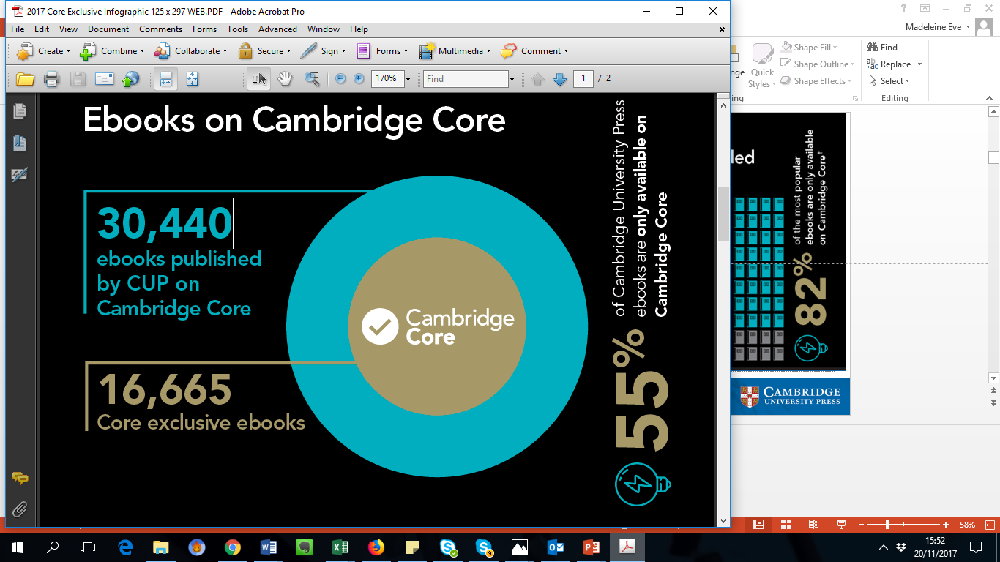 2017 Core Exclusive Infographic 125 x 297 WEB.PDF - Adobe Acrobat Pro
File Edit View Document Comments Forms Tools Advanced Window Help
Create Combine Collaborate Secure Sign Forms Multimedia Comment
170% Find 1 / 2
Ebooks on Cambridge Core
30,440
ebooks published
by CUP on
Cambridge Core
16,665
Core exclusive ebooks
Cambridge
Core
55%
of Cambridge University Press
ebooks are only available on
Cambridge Core
?
Madeleine Eve
Shape Fill
Shape Outline
Shape Effects
Quick
Styles
Find
Replace
Select
Editing
82%
of the most popular
ebooks are only available
on Cambridge Core†
CAMBRIDGE
UNIVERSITY PRESS
58%
15:52
20/11/2017